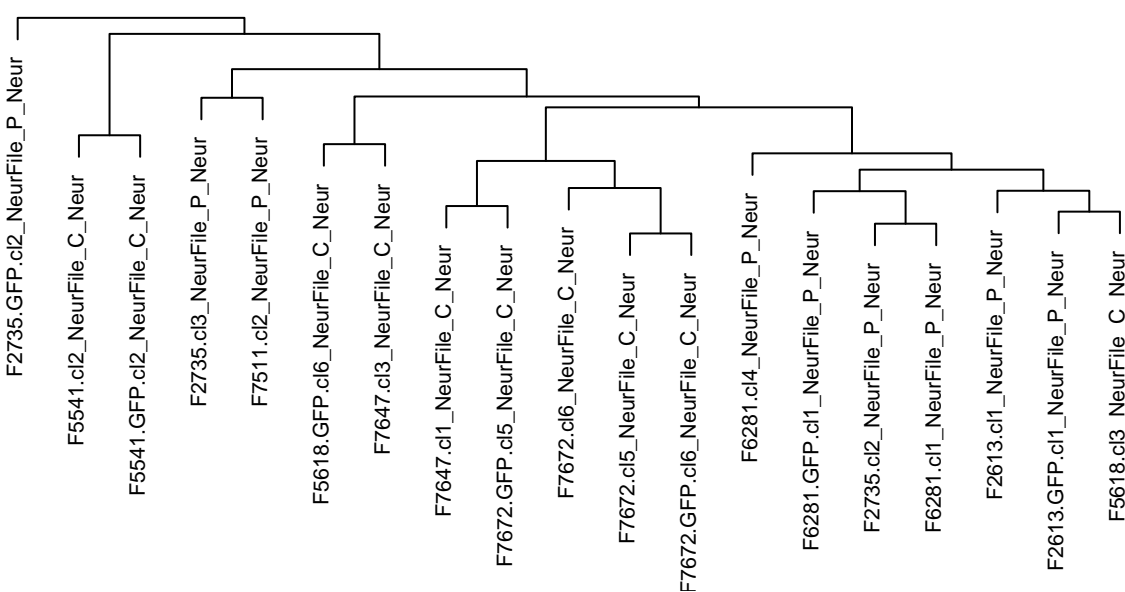 F2735.GFP.cl2_NeurFile_P_Neur
F5541.cl2_NeurFile_C_Neur
F5541.GFP.cl2_NeurFile_C_Neur
F2735.cl3_NeurFile_P_Neur
F7511.cl2_NeurFile_P_Neur
F5618.GFP.cl6_NeurFile_C_Neur
F7647.cl3_NeurFile_C_Neur
F7647.cl1_NeurFile_C_Neur
F7672.GFP.cl5_NeurFile_C_Neur
F7672.cl6_NeurFile_C_Neur
F7672.cl5_NeurFile_C_Neur
F7672.GFP.cl6_NeurFile_C_Neur
F6281.cl4_NeurFile_P_Neur
F6281.GFP.cl1_NeurFile_P_Neur
F2735.cl2_NeurFile_P_Neur
F6281.cl1_NeurFile_P_Neur
F2613.cl1_NeurFile_P_Neur
F2613.GFP.cl1_NeurFile_P_Neur
F5618.cl3_NeurFile_C_Neur